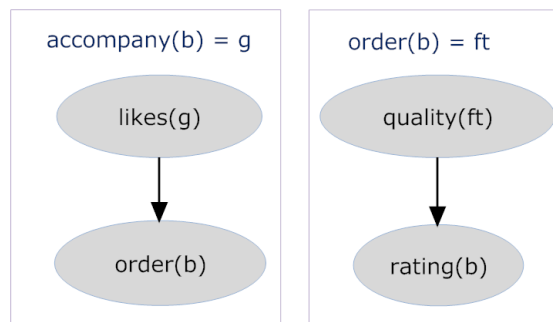 accompany(b) = g
likes(g)
order(b)
order(b) = ft
quality(ft)
rating(b)